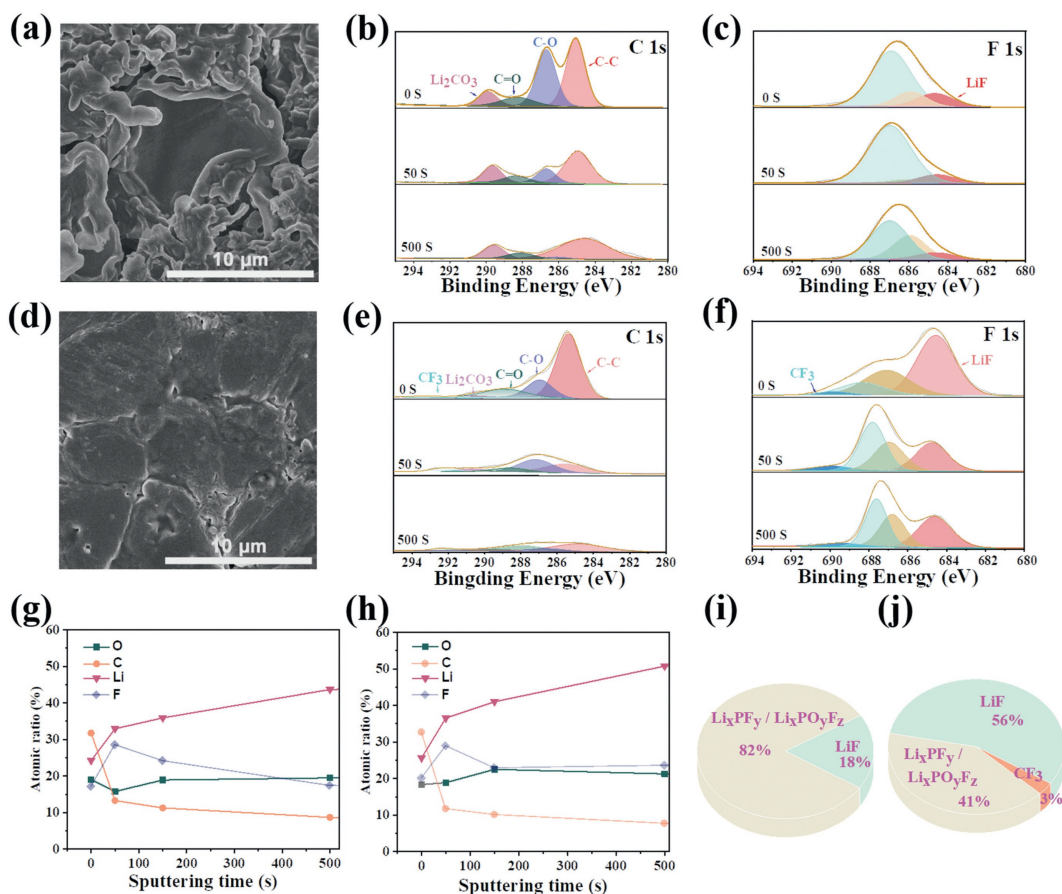 (a)
10 µm
(b)
C 1s
C-O
C=O
Li₂CO₃
C-C
0 S
50 S
500 S
294 292 290 288 286 284 282 280
Binding Energy (eV)
(c)
F 1s
LiF
0 S
50 S
500 S
694 692 690 688 686 684 682 680
Binding Energy (eV)
(d)
10 µm
(e)
C 1s
C-O
C=O
CF₃
Li₂CO₃
C-C
0 S
50 S
500 S
294 292 290 288 286 284 282 280
Bingding Energy (eV)
(f)
F 1s
CF₃
LiF
0 S
50 S
500 S
694 692 690 688 686 684 682 680
Binding Energy (eV)
(g)
Atomic ratio (%)
60
50
40
30
20
10
0
O
C
Li
F
0 100 200 300 400 500
Sputtering time (s)
(h)
Atomic ratio (%)
60
50
40
30
20
10
0
O
C
Li
F
0 100 200 300 400 500
Sputtering time (s)
(i)
LiₓPFᵧ / LiₓPOᵧF_z
82%
LiF
18%
(j)
LiF
56%
LiₓPFᵧ /
LiₓPOᵧF_z
41%
CF₃
3%